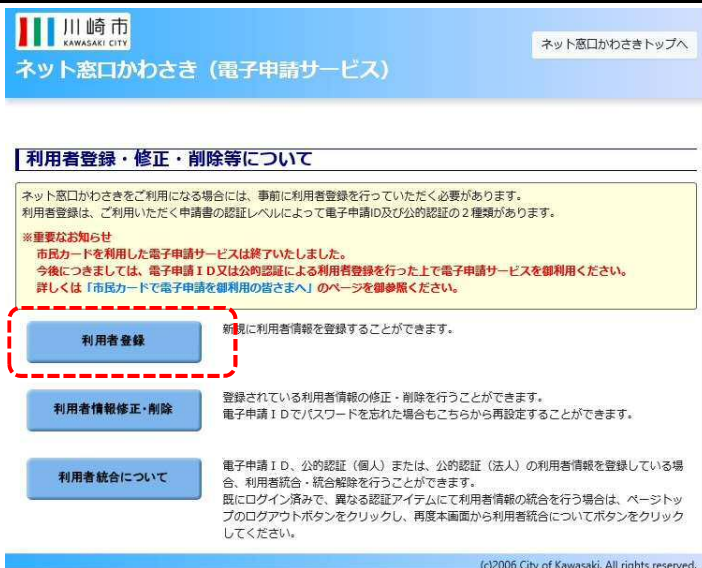 川崎市
KAWASAKI CITY
ネット窓口かわさき（電子申請サービス）
ネット窓口かわさきトップへ
利用者登録・修正・削除等について
ネット窓口かわさきをご利用になる場合には、事前に利用者登録を行っていただく必要があります。
利用者登録は、ご利用いただく申請書の認証レベルによって電子申請ID及び公的認証の２種類があります。
※重要なお知らせ
市民カードを利用した電子申請サービスは終了いたしました。
今後につきましては、電子申請ＩＤ又は公的認証による利用者登録を行った上で電子申請サービスを御利用ください。
詳しくは「市民カードで電子申請を御利用の皆さまへ」のページを御参照ください。
利用者登録
新規に利用者情報を登録することができます。
利用者情報修正・削除
登録されている利用者情報の修正・削除を行うことができます。
電子申請ＩＤでパスワードを忘れた場合もこちらから再設定することができます。
利用者統合について
電子申請ＩＤ、公的認証（個人）または、公的認証（法人）の利用者情報を登録している場
合、利用者統合・統合解除を行うことができます。
既にログイン済みで、異なる認証アイテムにて利用者情報の統合を行う場合は、ページトッ
プのログアウトボタンをクリックし、再度本画面から利用者統合についてボタンをクリック
してください。
(c)2006 City of Kawasaki. All rights reserved.